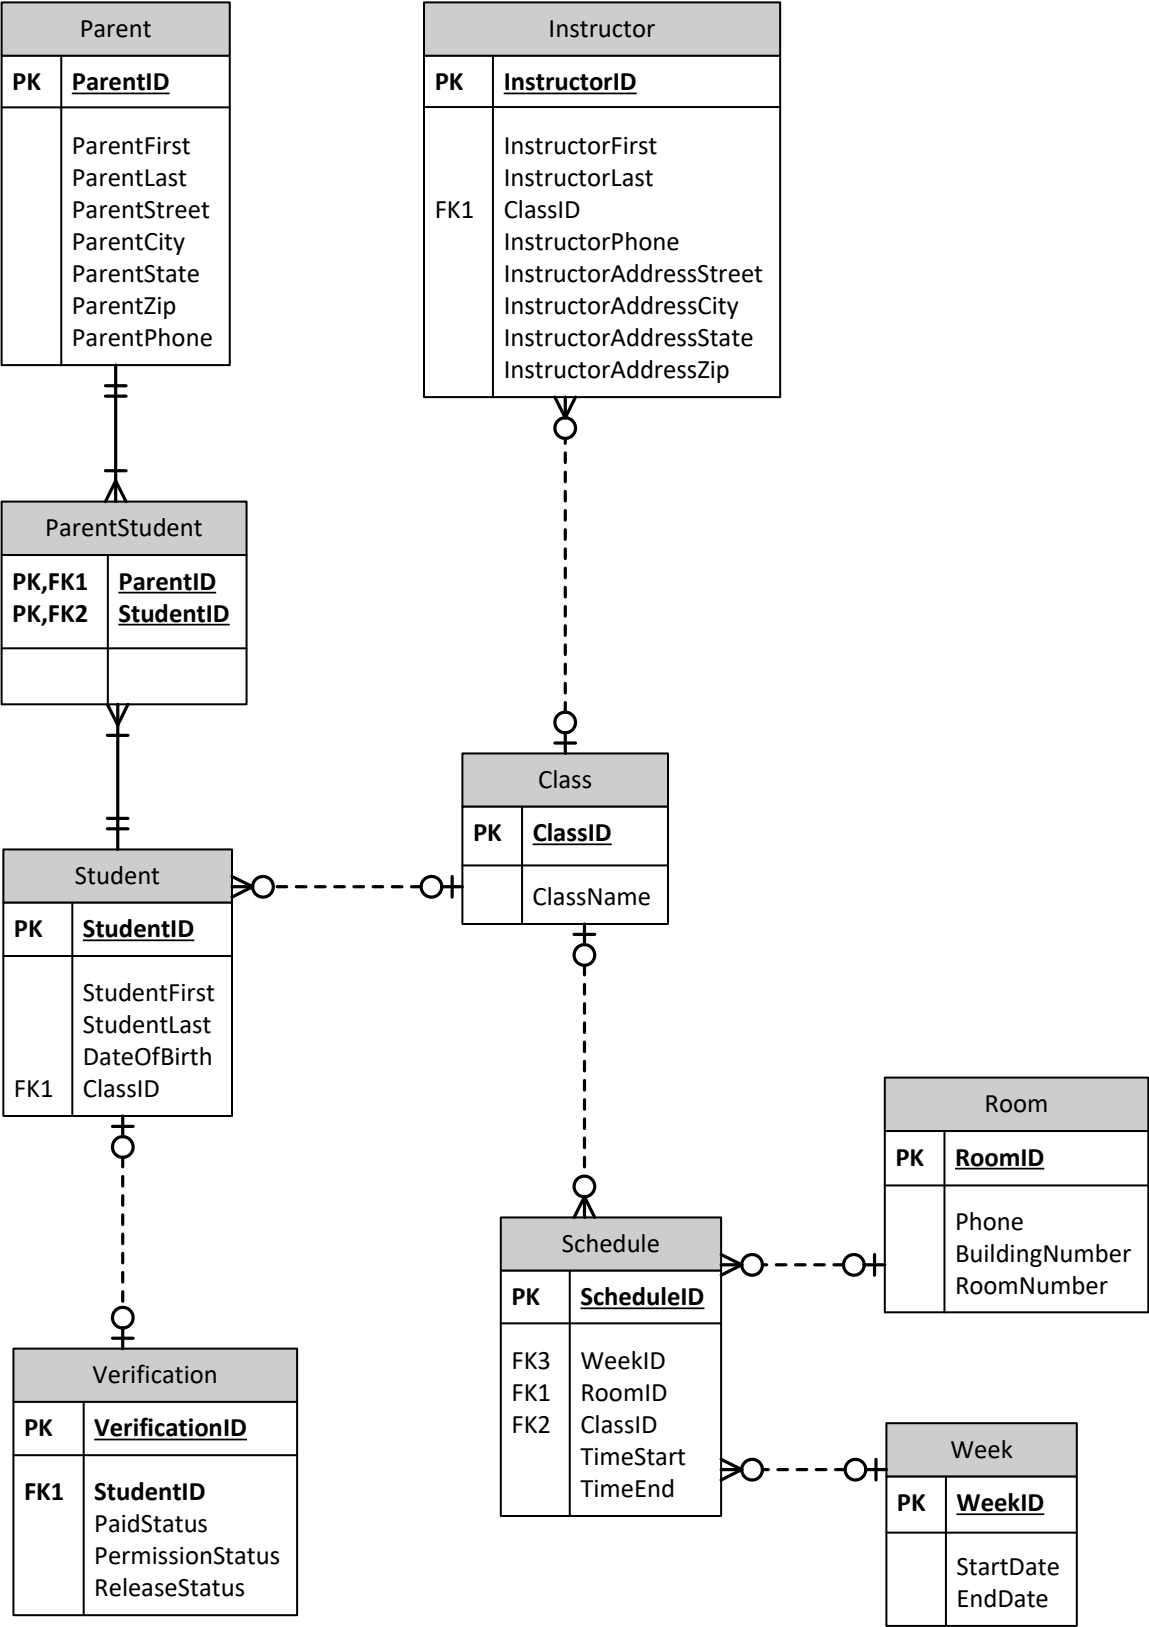 Parent
PK ParentID
ParentFirst
ParentLast
ParentStreet
ParentCity
ParentState
ParentZip
ParentPhone
Instructor
PK InstructorID
InstructorFirst
InstructorLast
FK1 ClassID
InstructorPhone
InstructorAddressStreet
InstructorAddressCity
InstructorAddressState
InstructorAddressZip
ParentStudent
PK,FK1 ParentID
PK,FK2 StudentID
Class
PK ClassID
ClassName
Student
PK StudentID
StudentFirst
StudentLast
DateOfBirth
FK1 ClassID
Room
PK RoomID
Phone
BuildingNumber
RoomNumber
Schedule
PK ScheduleID
FK3 WeekID
FK1 RoomID
FK2 ClassID
TimeStart
TimeEnd
Verification
PK VerificationID
FK1 StudentID
PaidStatus
PermissionStatus
ReleaseStatus
Week
PK WeekID
StartDate
EndDate